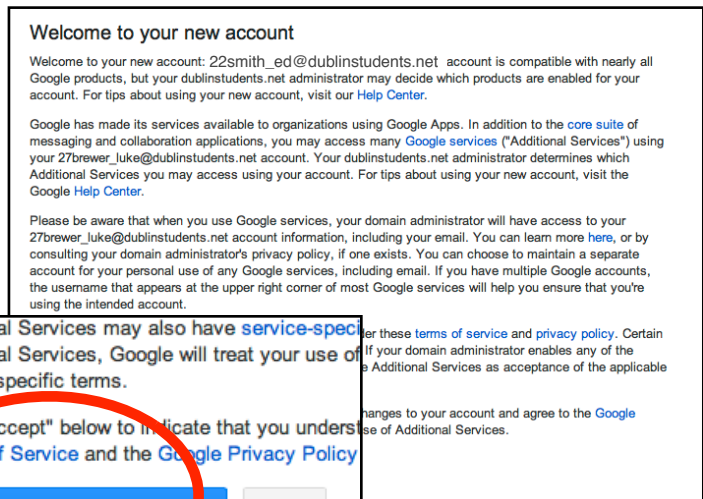 Welcome to your new account
Welcome to your new account: 22smith_ed@dublinstudents.net account is compatible with nearly all
Google products, but your dublinstudents.net administrator may decide which products are enabled for your
account. For tips about using your new account, visit our Help Center.
Google has made its services available to organizations using Google Apps. In addition to the core suite of
messaging and collaboration applications, you may access many Google services ("Additional Services") using
your 27brewer_luke@dublinstudents.net account. Your dublinstudents.net administrator determines which
Additional Services you may access using your account. For tips about using your new account, visit the
Google Help Center.
Please be aware that when you use Google services, your domain administrator will have access to your
27brewer_luke@dublinstudents.net account information, including your email. You can learn more here, or by
consulting your domain administrator's privacy policy, if one exists. You can choose to maintain a separate
account for your personal use of any Google services, including email. If you have multiple Google accounts,
the username that appears at the upper right corner of most Google services will help you ensure that you're
using the intended account.
these terms of service and privacy policy. Certain
If your domain administrator enables any of the
Additional Services as acceptance of the applicable
to your account and agree to the Google
of Additional Services.
al Services may also have service-speci
al Services, Google will treat your use of
specific terms.
ccept" below to indicate that you underst
f Service and the Google Privacy Policy